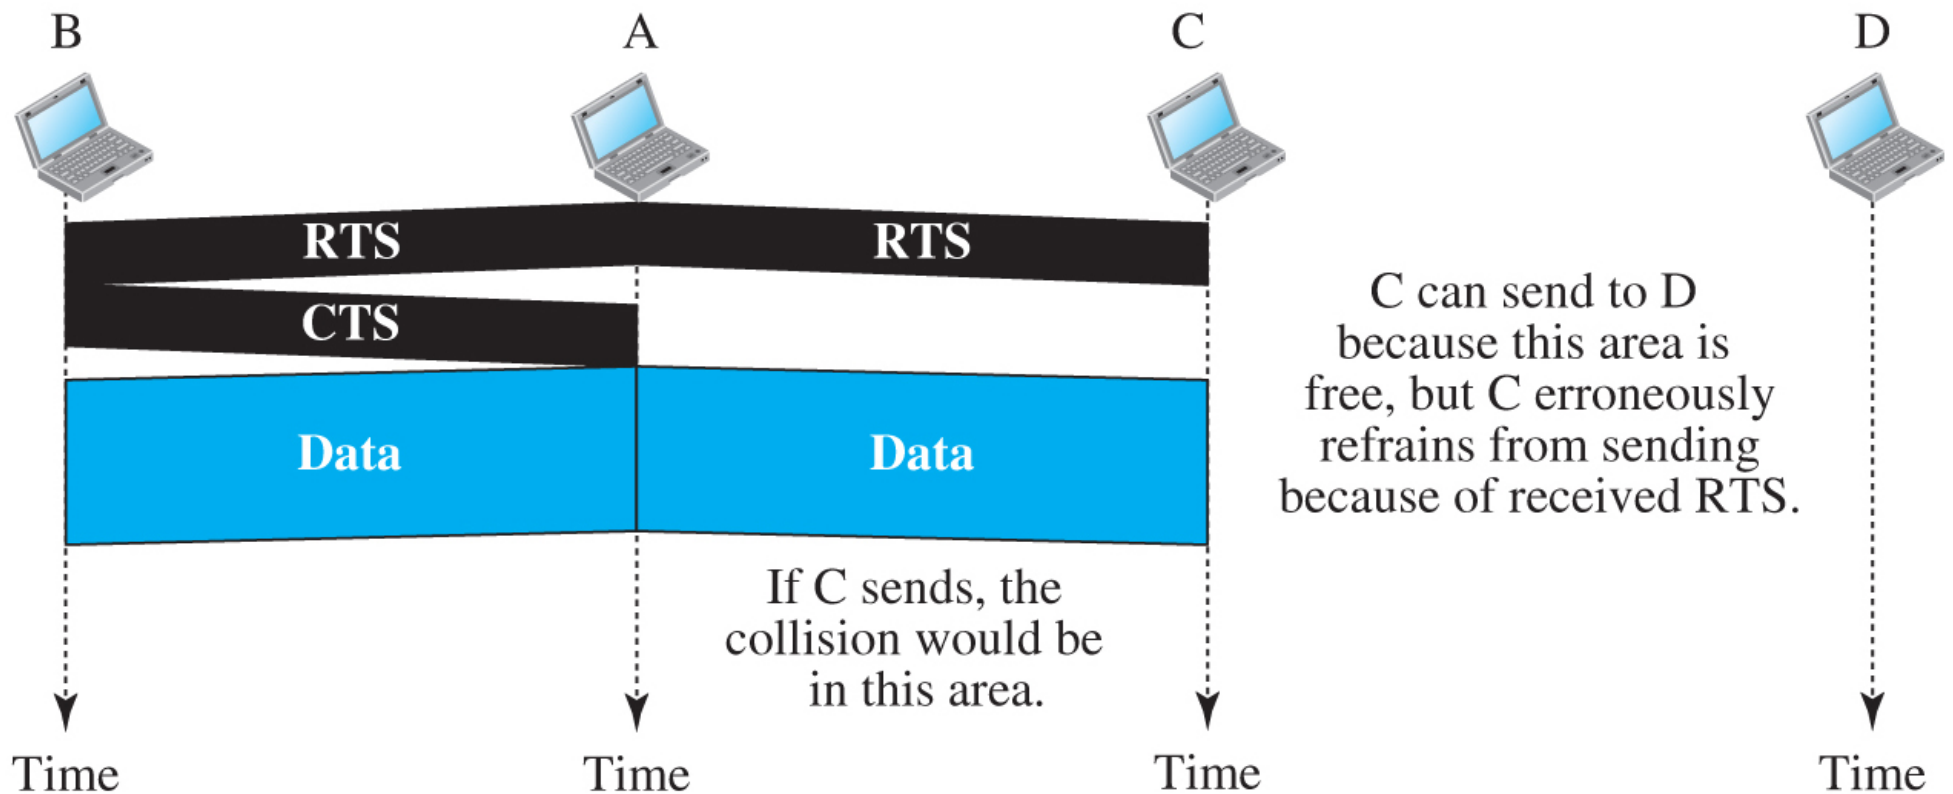 B
A
C
D
RTS
RTS
CTS
Data
Data
C can send to D
because this area is
free, but C erroneously
refrains from sending
because of received RTS.
If C sends, the
collision would be
in this area.
Time
Time
Time
Time